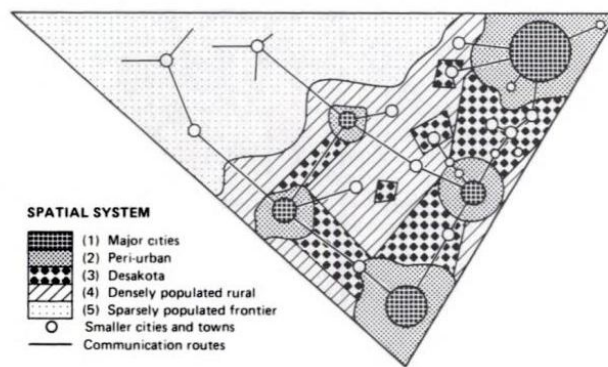 SPATIAL SYSTEM
(1) Major cities
(2) Peri-urban
(3) Desakota
(4) Densely populated rural
(5) Sparsely populated frontier
Smaller cities and towns
Communication routes